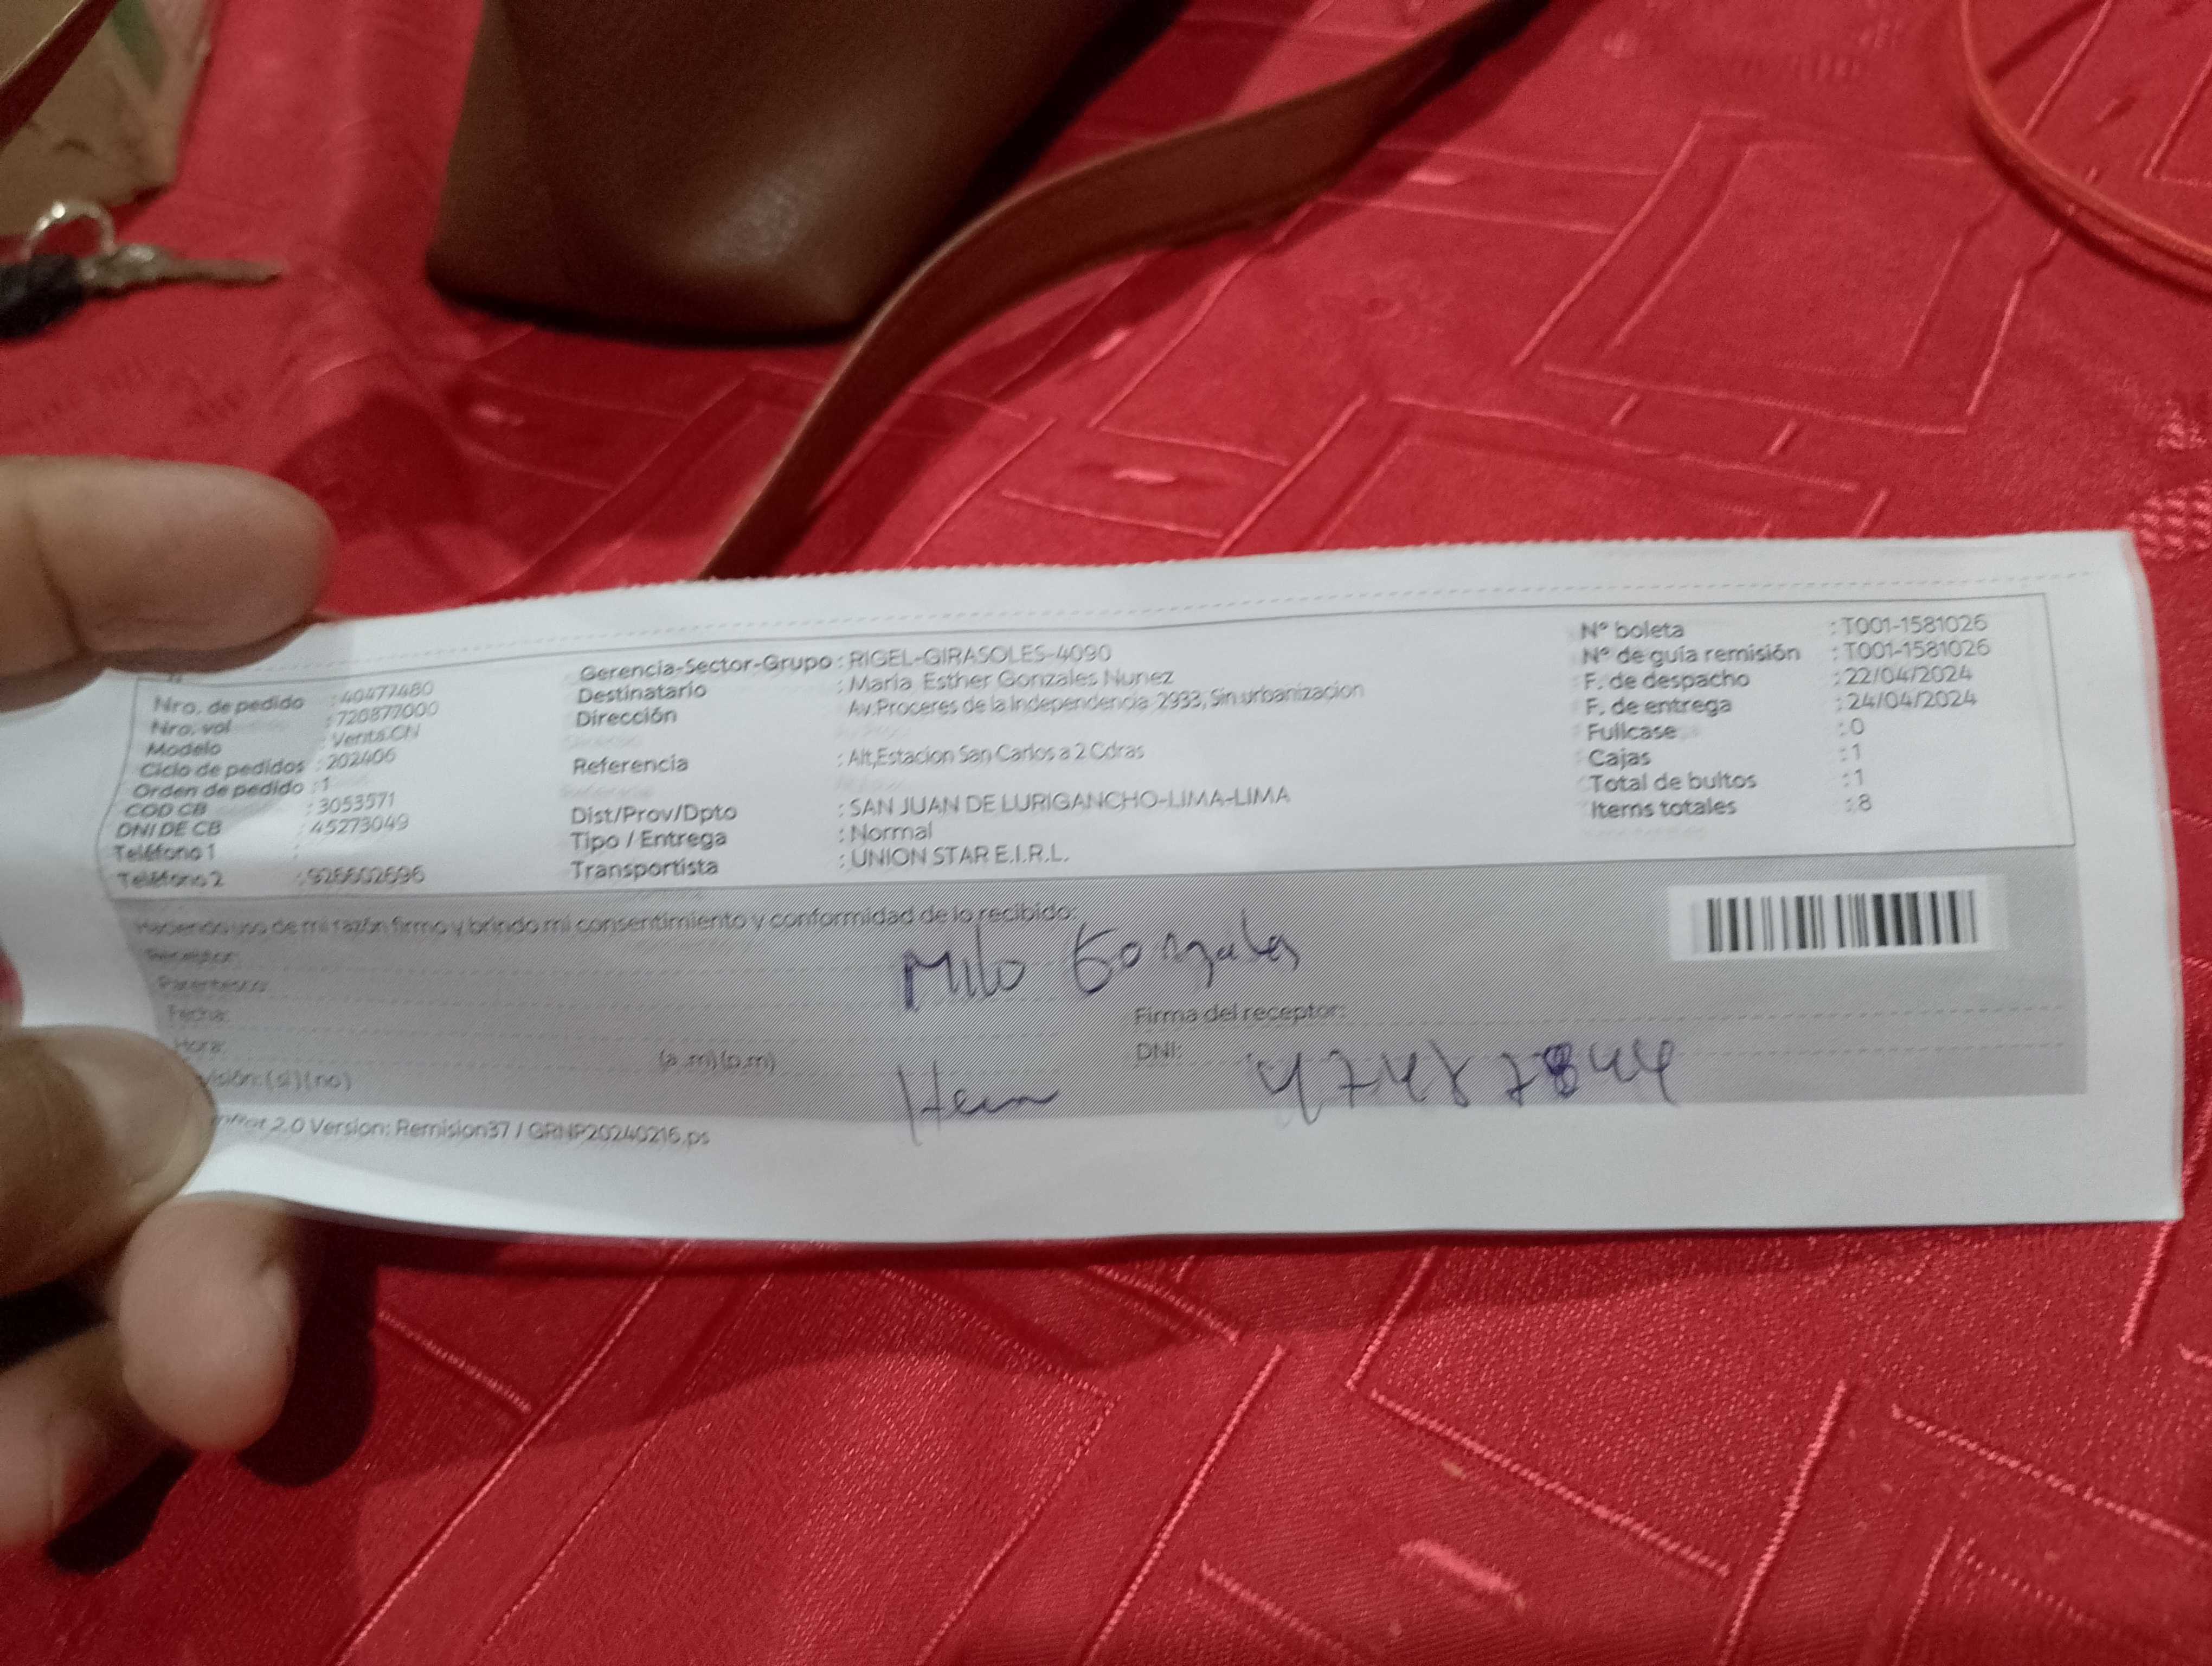 Nro. de pedido : 40477480
Nro. vol : 720877000
Modelo : Venta CN
Ciclo de pedidos : 202406
Orden de pedido : 1
COD CB : 3053571
DNI DE CB : 45273049
Teléfono 1 :
Teléfono 2 : 926602696
Gerencia-Sector-Grupo : RIGEL-GIRASOLES-4090
Destinatario : Maria Esther Gonzales Nunez
Dirección Av.Proceres de la Independencia 2933, Sin urbanizacion
Referencia : Alt,Estacion San Carlos a 2 Cdras
Dist/Prov/Dpto : SAN JUAN DE LURIGANCHO-LIMA-LIMA
Tipo / Entrega : Normal
Transportista : UNION STAR E.I.R.L.
N° boleta : T001-1581026
N° de guía remisión : T001-1581026
F. de despacho : 22/04/2024
F. de entrega : 24/04/2024
Fullcase : 0
Cajas : 1
Total de bultos : 1
Items totales : 8
Haciendo uso de mi razón firmo y brindo mi consentimiento y conformidad de lo recibido:
Receptor: Milo Gonzales
Parentesco
Fecha: Firma del receptor:
Hora: (a.m)(p.m) DNI:
(si)(no)
2.0 Version: Remision37 / GRNP20240216.ps